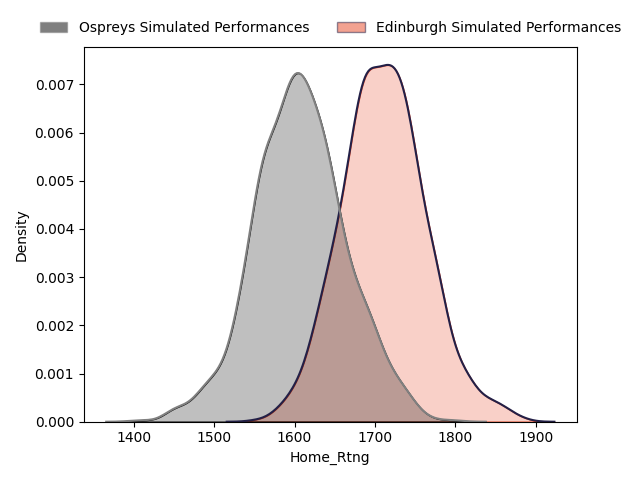 Ospreys Simulated Performances
Edinburgh Simulated Performances
Density
0.007
0.006
0.005
0.004
0.003
0.002
0.001
0.000
1400 1500 1600 1700 1800 1900
Home_Rtng